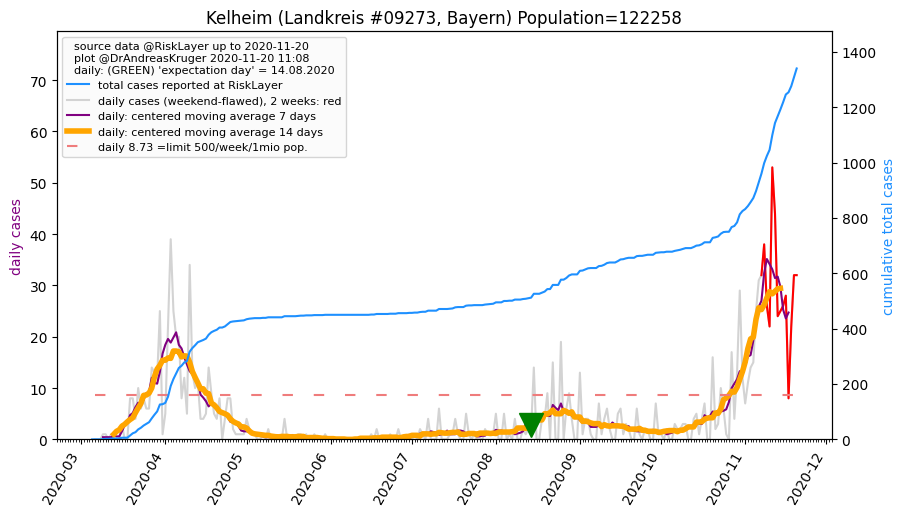 Kelheim (Landkreis #09273, Bayern) Population=122258
source data @RiskLayer up to 2020-11-20
plot @DrAndreasKruger 2020-11-20 11:08
daily: (GREEN) 'expectation day' = 14.08.2020
total cases reported at RiskLayer
daily cases (weekend-flawed), 2 weeks: red
daily: centered moving average 7 days
daily: centered moving average 14 days
daily 8.73 =limit 500/week/1mio pop.
daily cases
70
60
50
40
30
20
10
0
cumulative total cases
1400
1200
1000
800
600
400
200
0
2020-03
2020-04
2020-05
2020-06
2020-07
2020-08
2020-09
2020-10
2020-11
2020-12